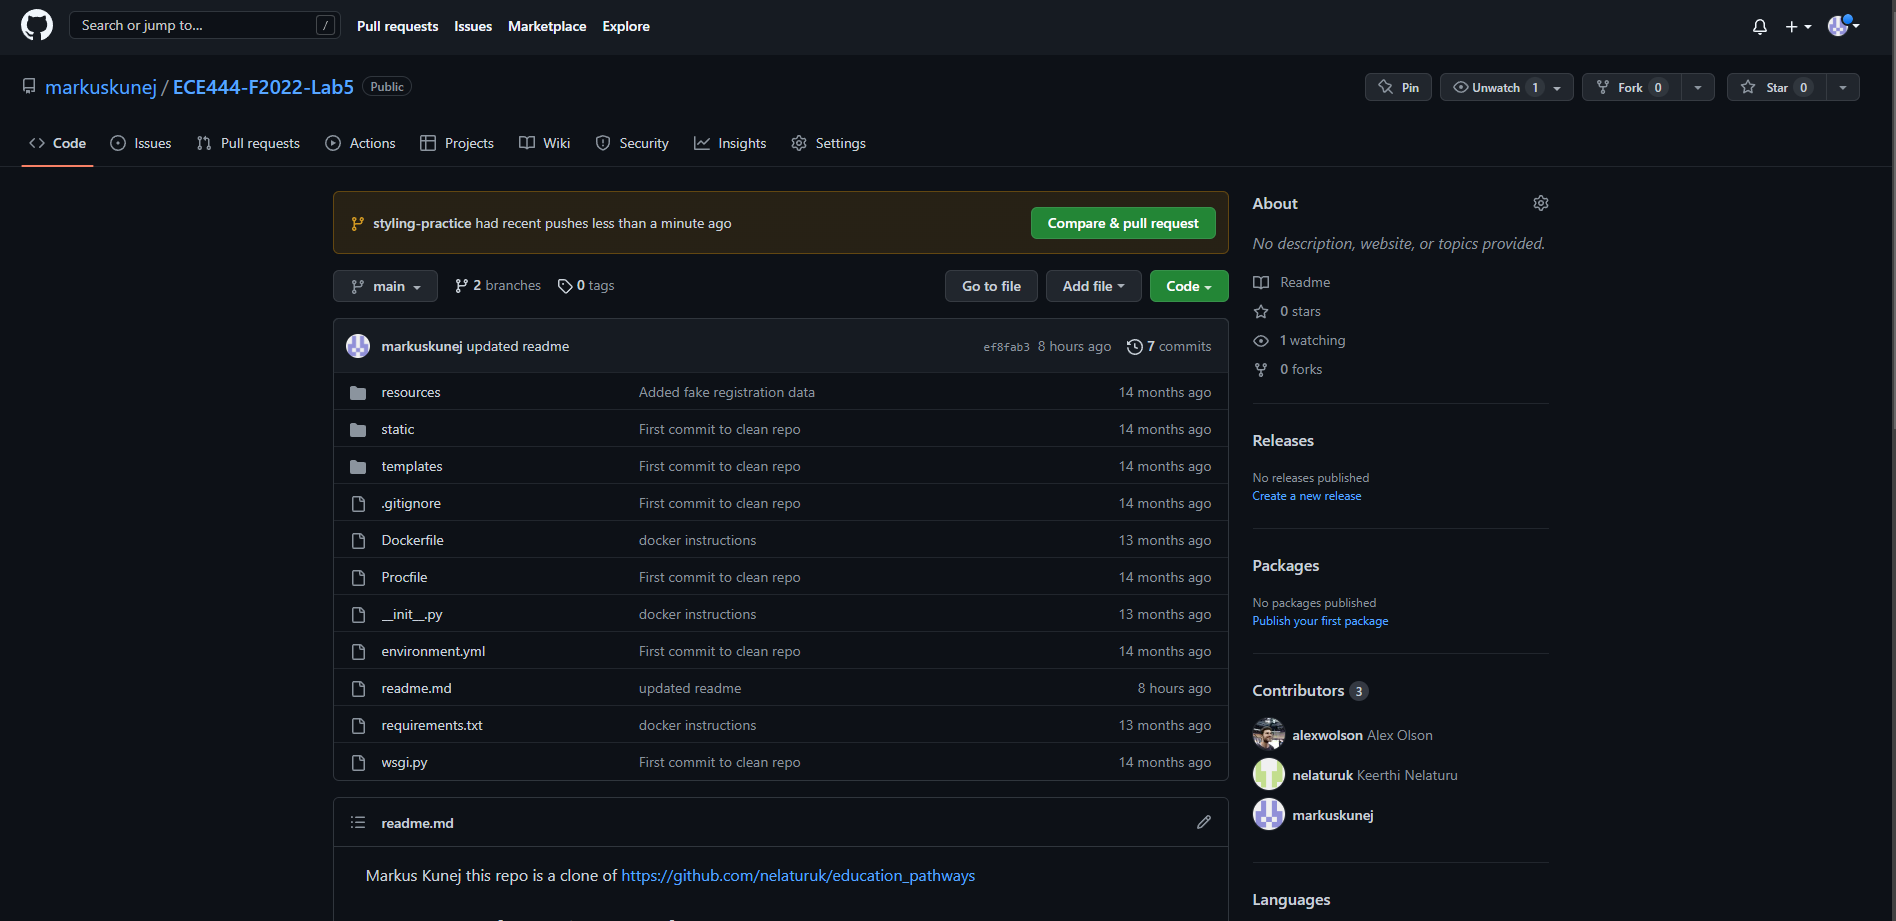 Search or jump to... /
Pull requests Issues Marketplace Explore
markuskunej / ECE444-F2022-Lab5 Public
Pin Unwatch 1 Fork 0 Star 0
Code Issues Pull requests Actions Projects Wiki Security Insights Settings
styling-practice had recent pushes less than a minute ago Compare & pull request
main 2 branches 0 tags Go to file Add file Code
markuskunej updated readme ef8fab3 8 hours ago 7 commits
resources Added fake registration data 14 months ago
static First commit to clean repo 14 months ago
templates First commit to clean repo 14 months ago
.gitignore First commit to clean repo 14 months ago
Dockerfile docker instructions 13 months ago
Procfile First commit to clean repo 14 months ago
__init__.py docker instructions 13 months ago
environment.yml First commit to clean repo 14 months ago
readme.md updated readme 8 hours ago
requirements.txt docker instructions 13 months ago
wsgi.py First commit to clean repo 14 months ago
readme.md
Markus Kunej this repo is a clone of https://github.com/nelaturuk/education_pathways
About
No description, website, or topics provided.
Readme
0 stars
1 watching
0 forks
Releases
No releases published
Create a new release
Packages
No packages published
Publish your first package
Contributors 3
alexwolson Alex Olson
nelaturuk Keerthi Nelaturu
markuskunej
Languages